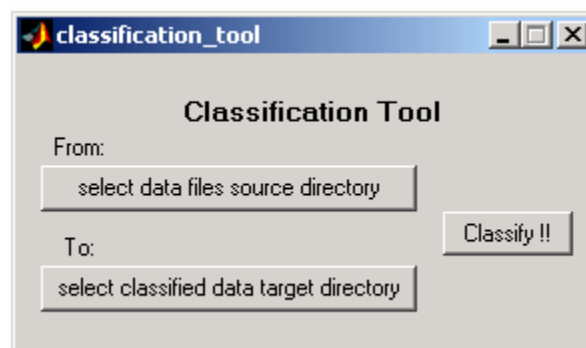 classification_tool
Classification Tool
From:
select data files source directory
Classify !!
To:
select classified data target directory